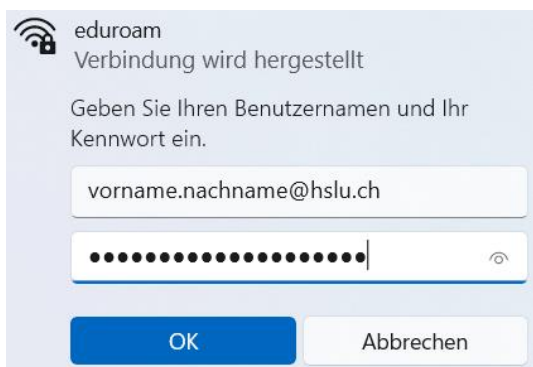 eduroam
Verbindung wird hergestellt
Geben Sie Ihren Benutzernamen und Ihr
Kennwort ein.
vorname.nachname@hslu.ch
●●●●●●●●●●●●●●●●●●●●
OK
Abbrechen